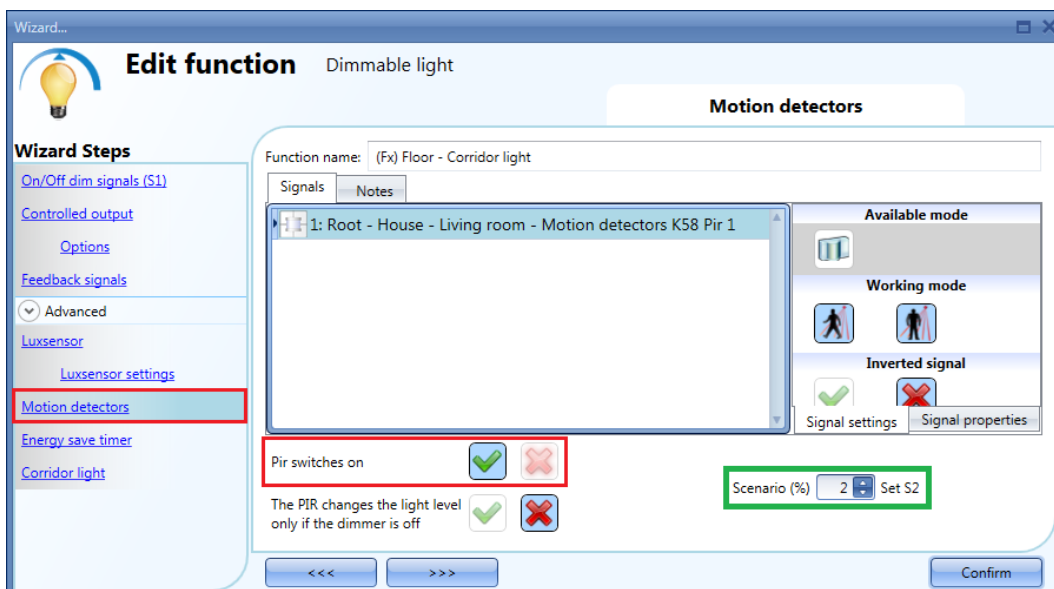 Wizard...
Edit function Dimmable light
Motion detectors
Wizard Steps
On/Off dim signals (S1)
Controlled output
Options
Feedback signals
Advanced
Luxsensor
Luxsensor settings
Motion detectors
Energy save timer
Corridor light
Function name: (Fx) Floor - Corridor light
Signals Notes
1: Root - House - Living room - Motion detectors K58 Pir 1
Available mode
Working mode
Inverted signal
Signal settings Signal properties
Pir switches on
Scenario (%) 2 Set S2
The PIR changes the light level
only if the dimmer is off
<<< >>> Confirm